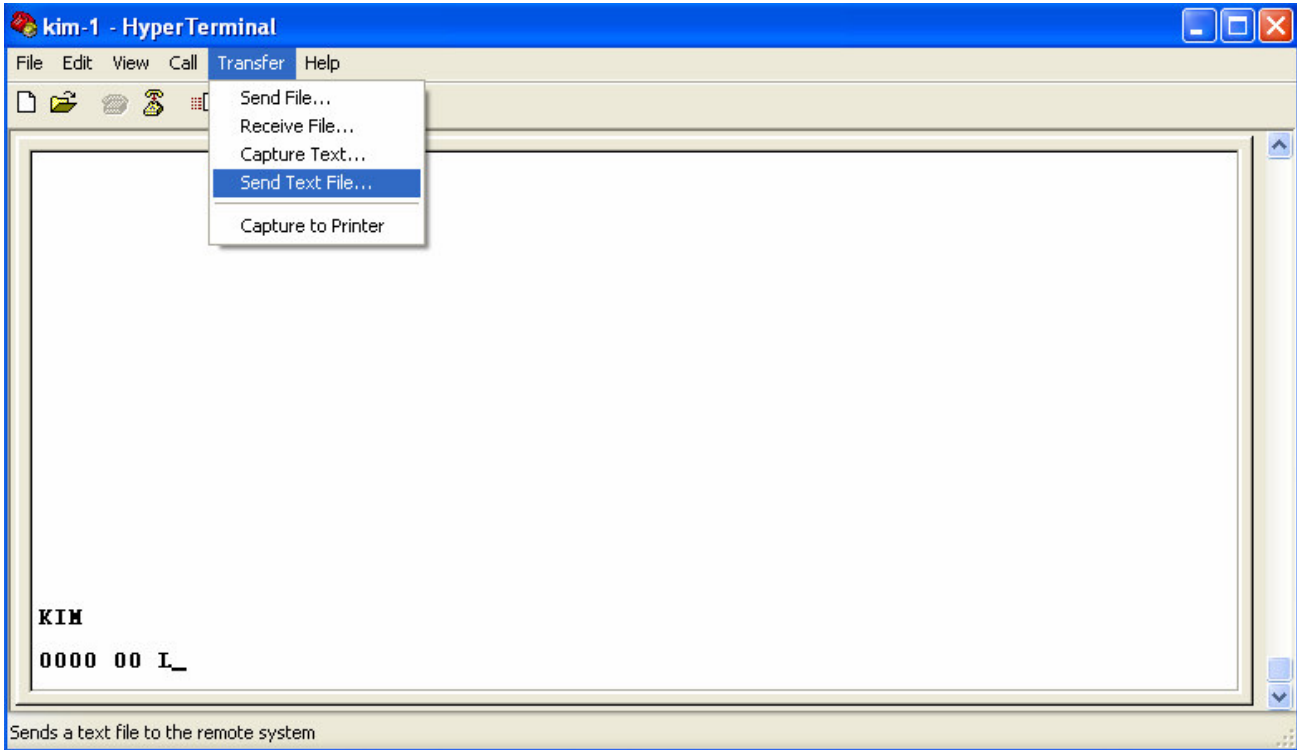 kim-1 - HyperTerminal
File Edit View Call Transfer Help
Send File...
Receive File...
Capture Text...
Send Text File...
Capture to Printer
KIM
0000 00 L_
Sends a text file to the remote system